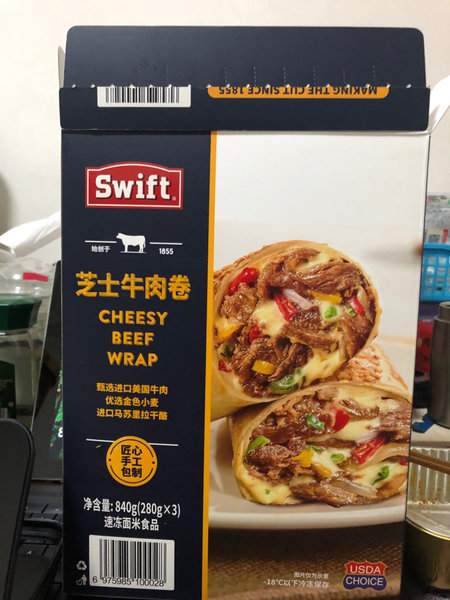 MAKING THE CUT SINCE 1855
Swift
始创于 1855
芝士牛肉卷
CHEESY
BEEF
WRAP
甄选进口美国牛肉
优选金色小麦
进口马苏里拉干酪
匠心
手工
包制
净含量: 840g(280g×3)
速冻面米食品
6 975985 100028
图片仅为示意
-18℃以下冷冻保存
USDA
CHOICE